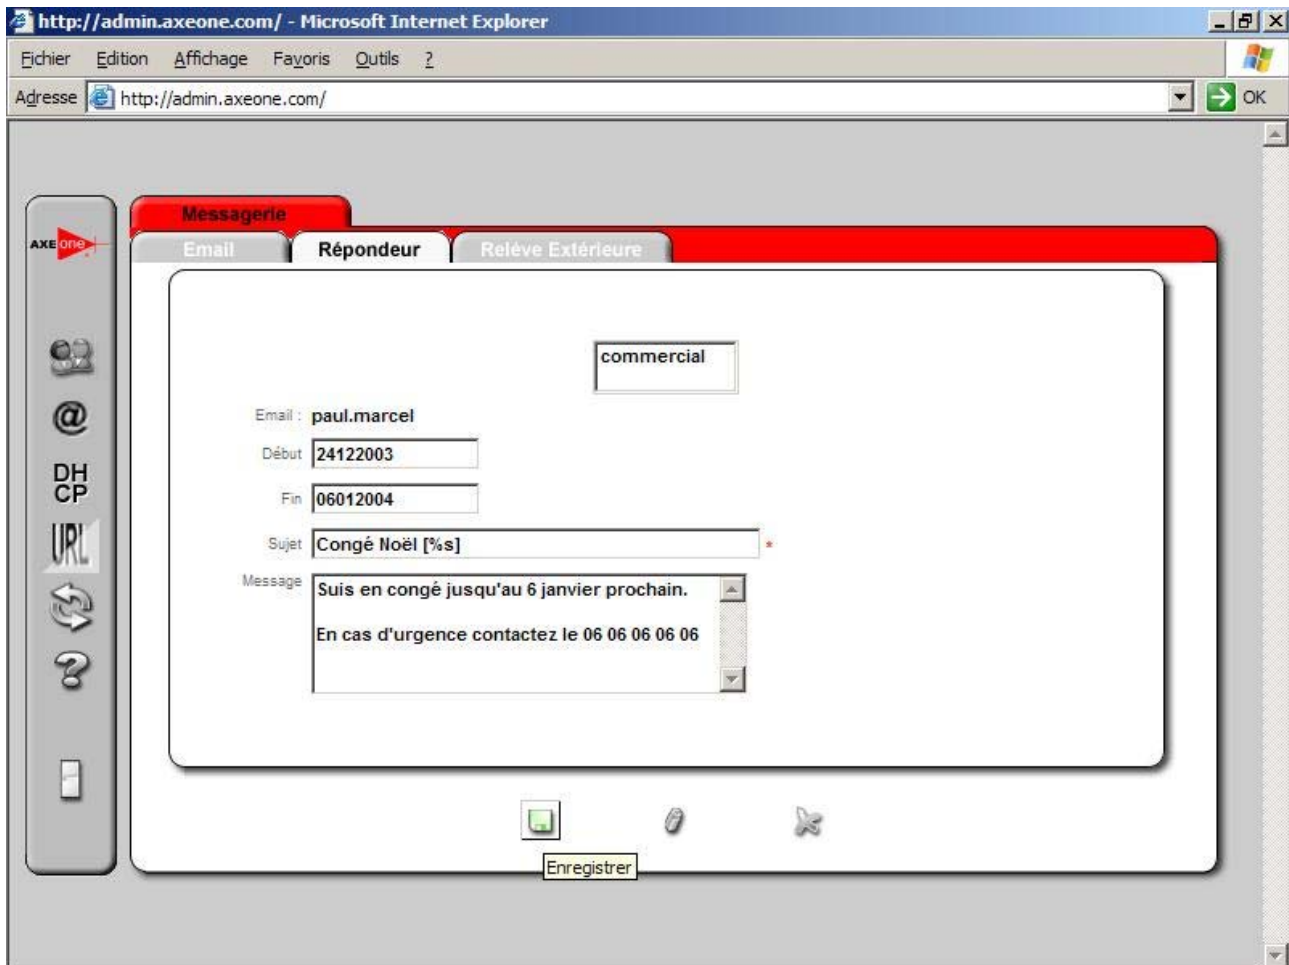 http://admin.axeone.com/ - Microsoft Internet Explorer
Fichier Edition Affichage Favoris Outils ?
Adresse http://admin.axeone.com/ OK
Messagerie
AXE one
Email Répondeur Reléve Extérieure
commercial
Email : paul.marcel
Début 24122003
Fin 06012004
Sujet Congé Noël [%s] *
Message Suis en congé jusqu'au 6 janvier prochain.
En cas d'urgence contactez le 06 06 06 06 06
@
DH
CP
URL
?
Enregistrer